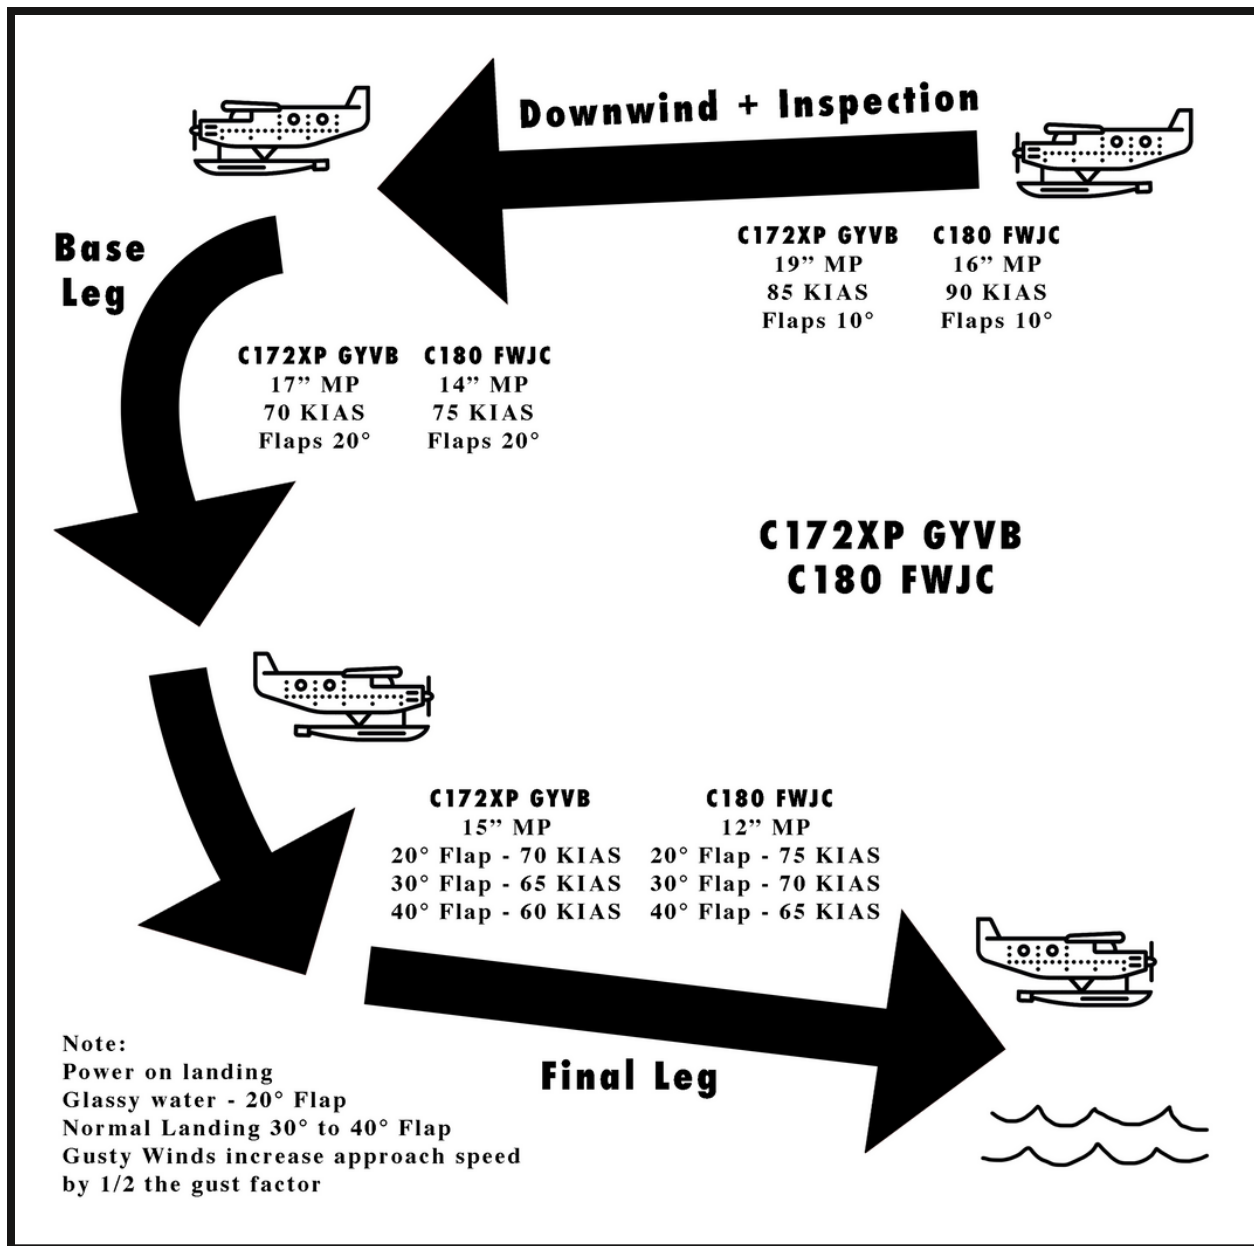 Downwind + Inspection
C172XP GYVB
19” MP
85 KIAS
Flaps 10°
C180 FWJC
16” MP
90 KIAS
Flaps 10°
Base
Leg
C172XP GYVB
17” MP
70 KIAS
Flaps 20°
C180 FWJC
14” MP
75 KIAS
Flaps 20°
C172XP GYVB
C180 FWJC
C172XP GYVB
15” MP
20° Flap - 70 KIAS
30° Flap - 65 KIAS
40° Flap - 60 KIAS
C180 FWJC
12” MP
20° Flap - 75 KIAS
30° Flap - 70 KIAS
40° Flap - 65 KIAS
Final Leg
Note:
Power on landing
Glassy water - 20° Flap
Normal Landing 30° to 40° Flap
Gusty Winds increase approach speed
by 1/2 the gust factor